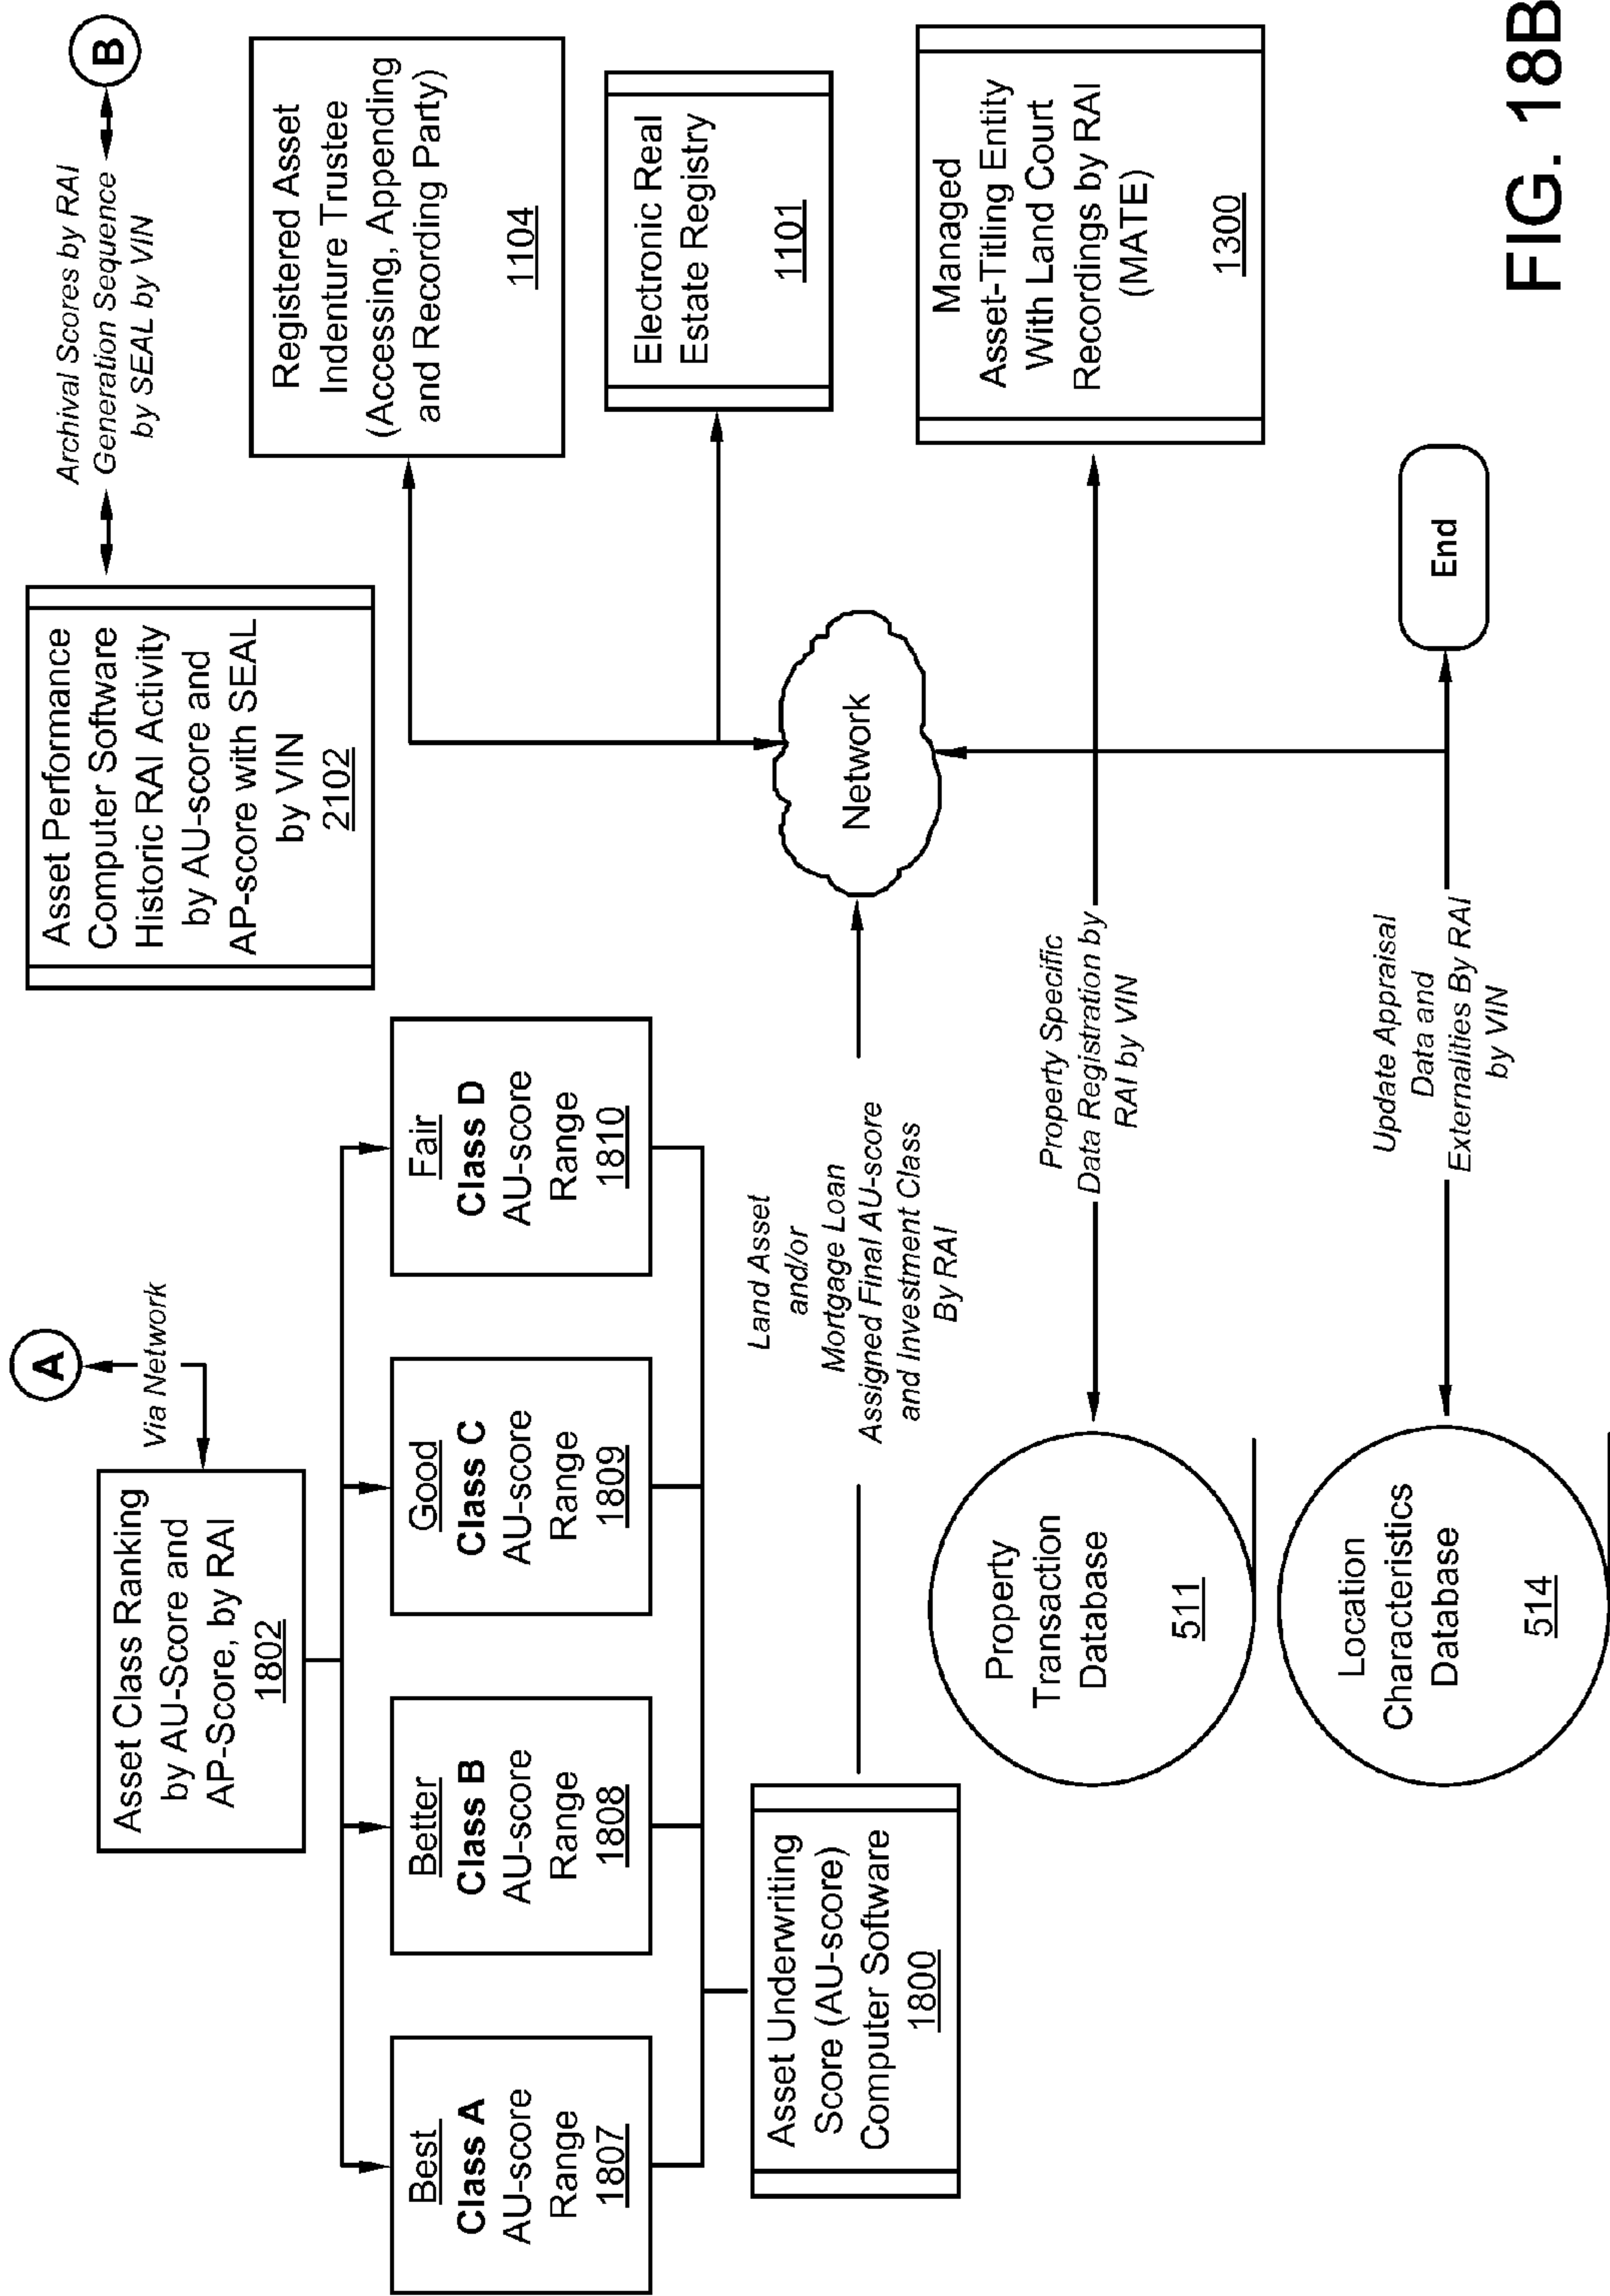 A
Via Network
Asset Class Ranking
by AU-Score and
AP-Score, by RAI
1802
Best
Class A
AU-score
Range
1807
Better
Class B
AU-score
Range
1808
Good
Class C
AU-score
Range
1809
Fair
Class D
AU-score
Range
1810
Asset Performance
Computer Software
Historic RAI Activity
by AU-score and
AP-score with SEAL
by VIN
2102
Archival Scores by RAI
Generation Sequence
by SEAL by VIN
B
Registered Asset
Indenture Trustee
(Accessing, Appending
and Recording Party)
1104
Electronic Real
Estate Registry
1101
Asset Underwriting
Score (AU-score)
Computer Software
1800
Land Asset
and/or
Mortgage Loan
Assigned Final AU-score
and Investment Class
By RAI
Network
Property
Transaction
Database
511
Property Specific
Data Registration by
RAI by VIN
Managed
Asset-Titling Entity
With Land Court
Recordings by RAI
(MATE)
1300
Location
Characteristics
Database
514
Update Appraisal
Data and
Externalities By RAI
by VIN
End
FIG. 18B